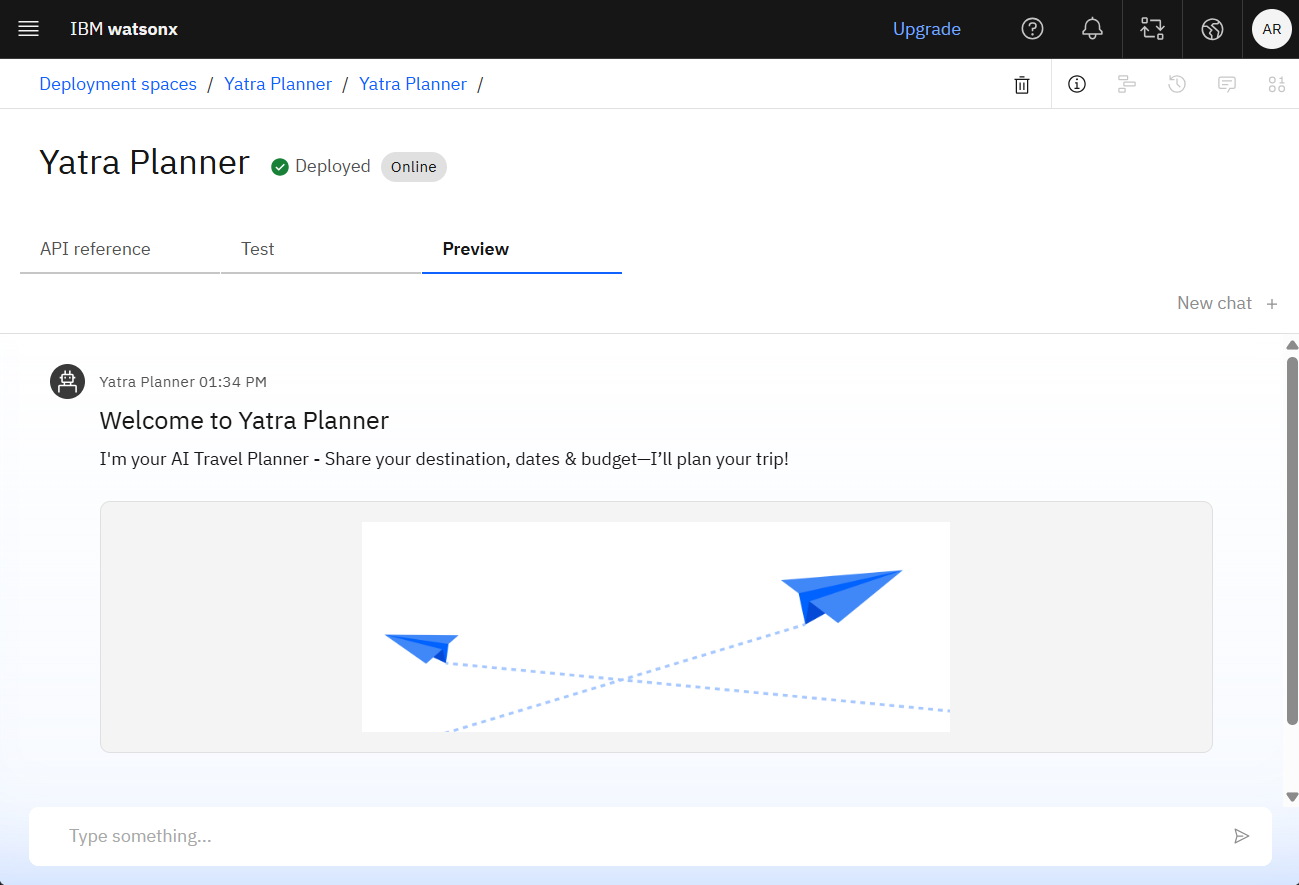 IBM watsonx
Upgrade
AR
Deployment spaces / Yatra Planner / Yatra Planner /
Yatra Planner
Deployed
Online
API reference
Test
Preview
New chat +
Yatra Planner 01:34 PM
Welcome to Yatra Planner
I'm your AI Travel Planner - Share your destination, dates & budget—I’ll plan your trip!
Type something...